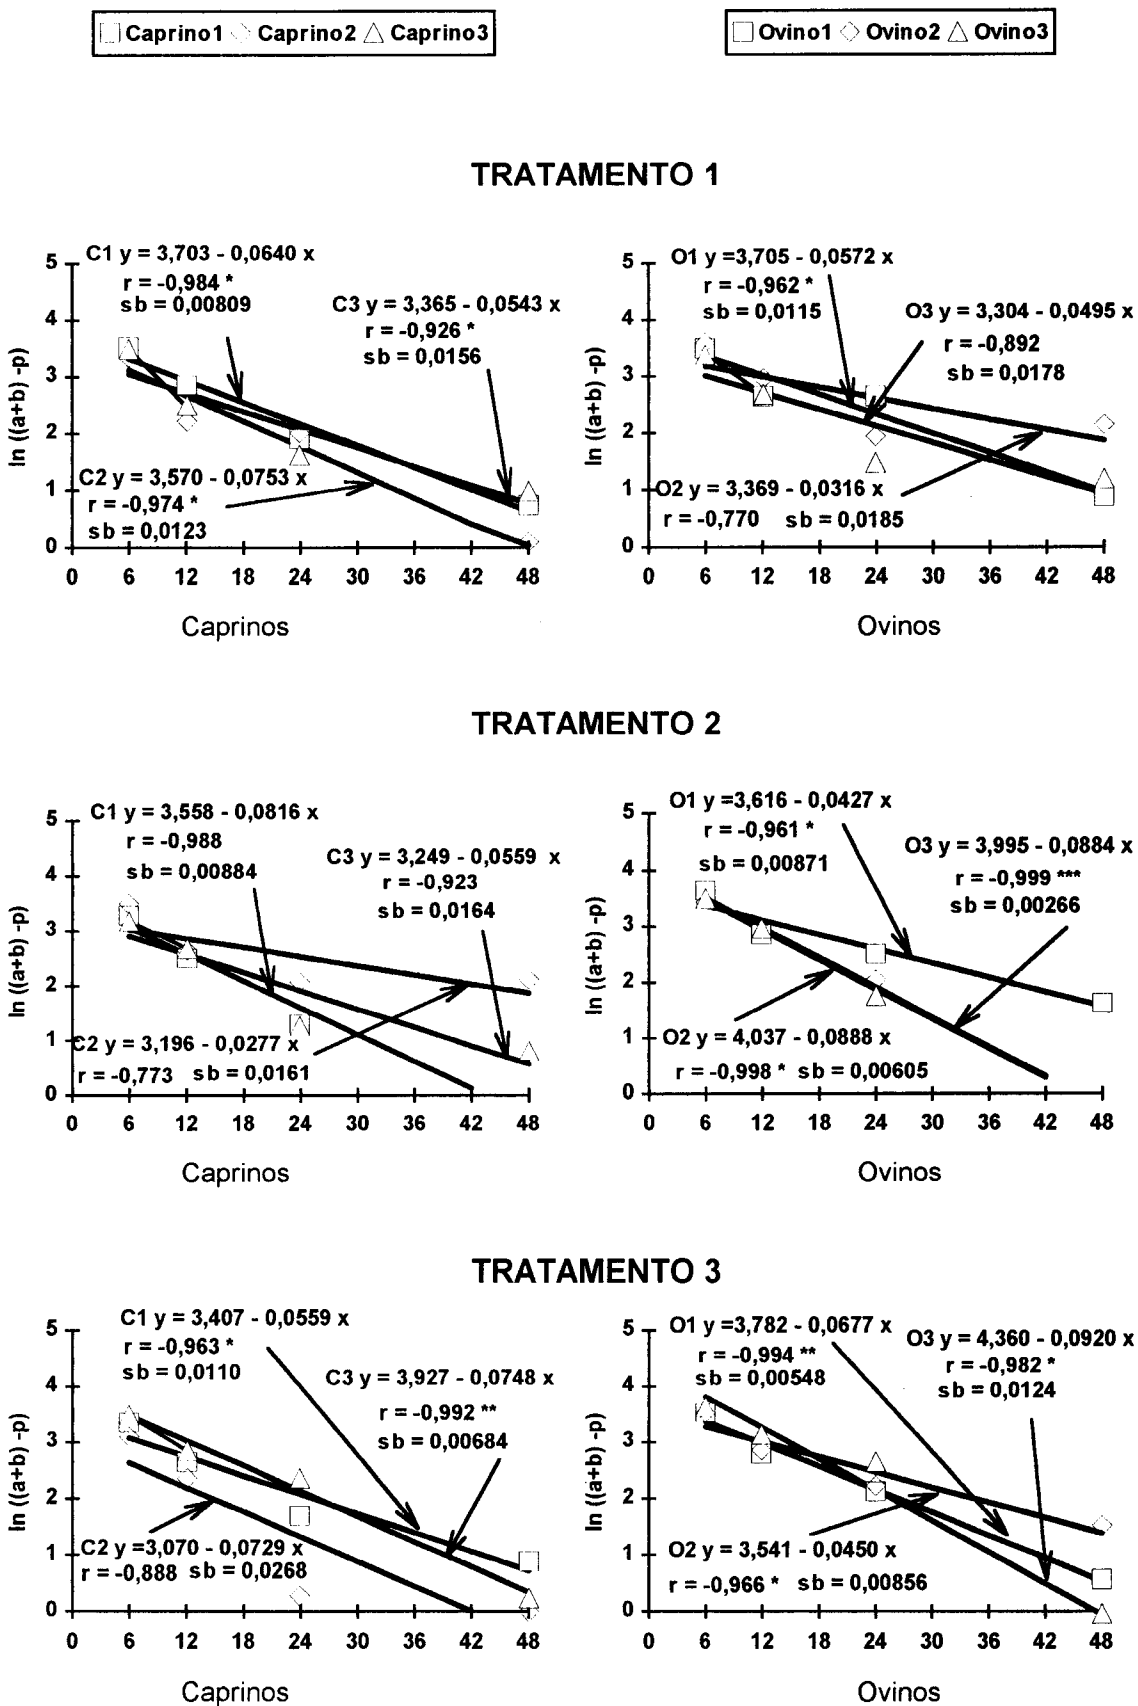 Caprino1 Caprino2 Caprino3
Ovino1 Ovino2 Ovino3
TRATAMENTO 1
C1 y = 3,703 - 0,0640 x
r = -0,984 *
sb = 0,00809
C3 y = 3,365 - 0,0543 x
r = -0,926 *
sb = 0,0156
C2 y = 3,570 - 0,0753 x
r = -0,974 *
sb = 0,0123
ln ((a+b) -p)
5
4
3
2
1
0
0 6 12 18 24 30 36 42 48
Caprinos
O1 y =3,705 - 0,0572 x
r = -0,962 *
sb = 0,0115
O3 y = 3,304 - 0,0495 x
r = -0,892
sb = 0,0178
O2 y = 3,369 - 0,0316 x
r = -0,770 sb = 0,0185
ln ((a+b) -p)
5
4
3
2
1
0
0 6 12 18 24 30 36 42 48
Ovinos
TRATAMENTO 2
C1 y = 3,558 - 0,0816 x
r = -0,988
sb = 0,00884
C3 y = 3,249 - 0,0559 x
r = -0,923
sb = 0,0164
C2 y = 3,196 - 0,0277 x
r = -0,773 sb = 0,0161
ln ((a+b) -p)
5
4
3
2
1
0
0 6 12 18 24 30 36 42 48
Caprinos
O1 y =3,616 - 0,0427 x
r = -0,961 *
sb = 0,00871
O3 y = 3,995 - 0,0884 x
r = -0,999 ***
sb = 0,00266
O2 y = 4,037 - 0,0888 x
r = -0,998 * sb = 0,00605
ln ((a+b) -p)
5
4
3
2
1
0
0 6 12 18 24 30 36 42 48
Ovinos
TRATAMENTO 3
C1 y = 3,407 - 0,0559 x
r = -0,963 *
sb = 0,0110
C3 y = 3,927 - 0,0748 x
r = -0,992 **
sb = 0,00684
C2 y =3,070 - 0,0729 x
r = -0,888 sb = 0,0268
ln ((a+b) -p)
5
4
3
2
1
0
0 6 12 18 24 30 36 42 48
Caprinos
O1 y =3,782 - 0,0677 x
r = -0,994 **
sb = 0,00548
O3 y = 4,360 - 0,0920 x
r = -0,982 *
sb = 0,0124
O2 y = 3,541 - 0,0450 x
r = -0,966 * sb = 0,00856
ln ((a+b) -p)
5
4
3
2
1
0
0 6 12 18 24 30 36 42 48
Ovinos